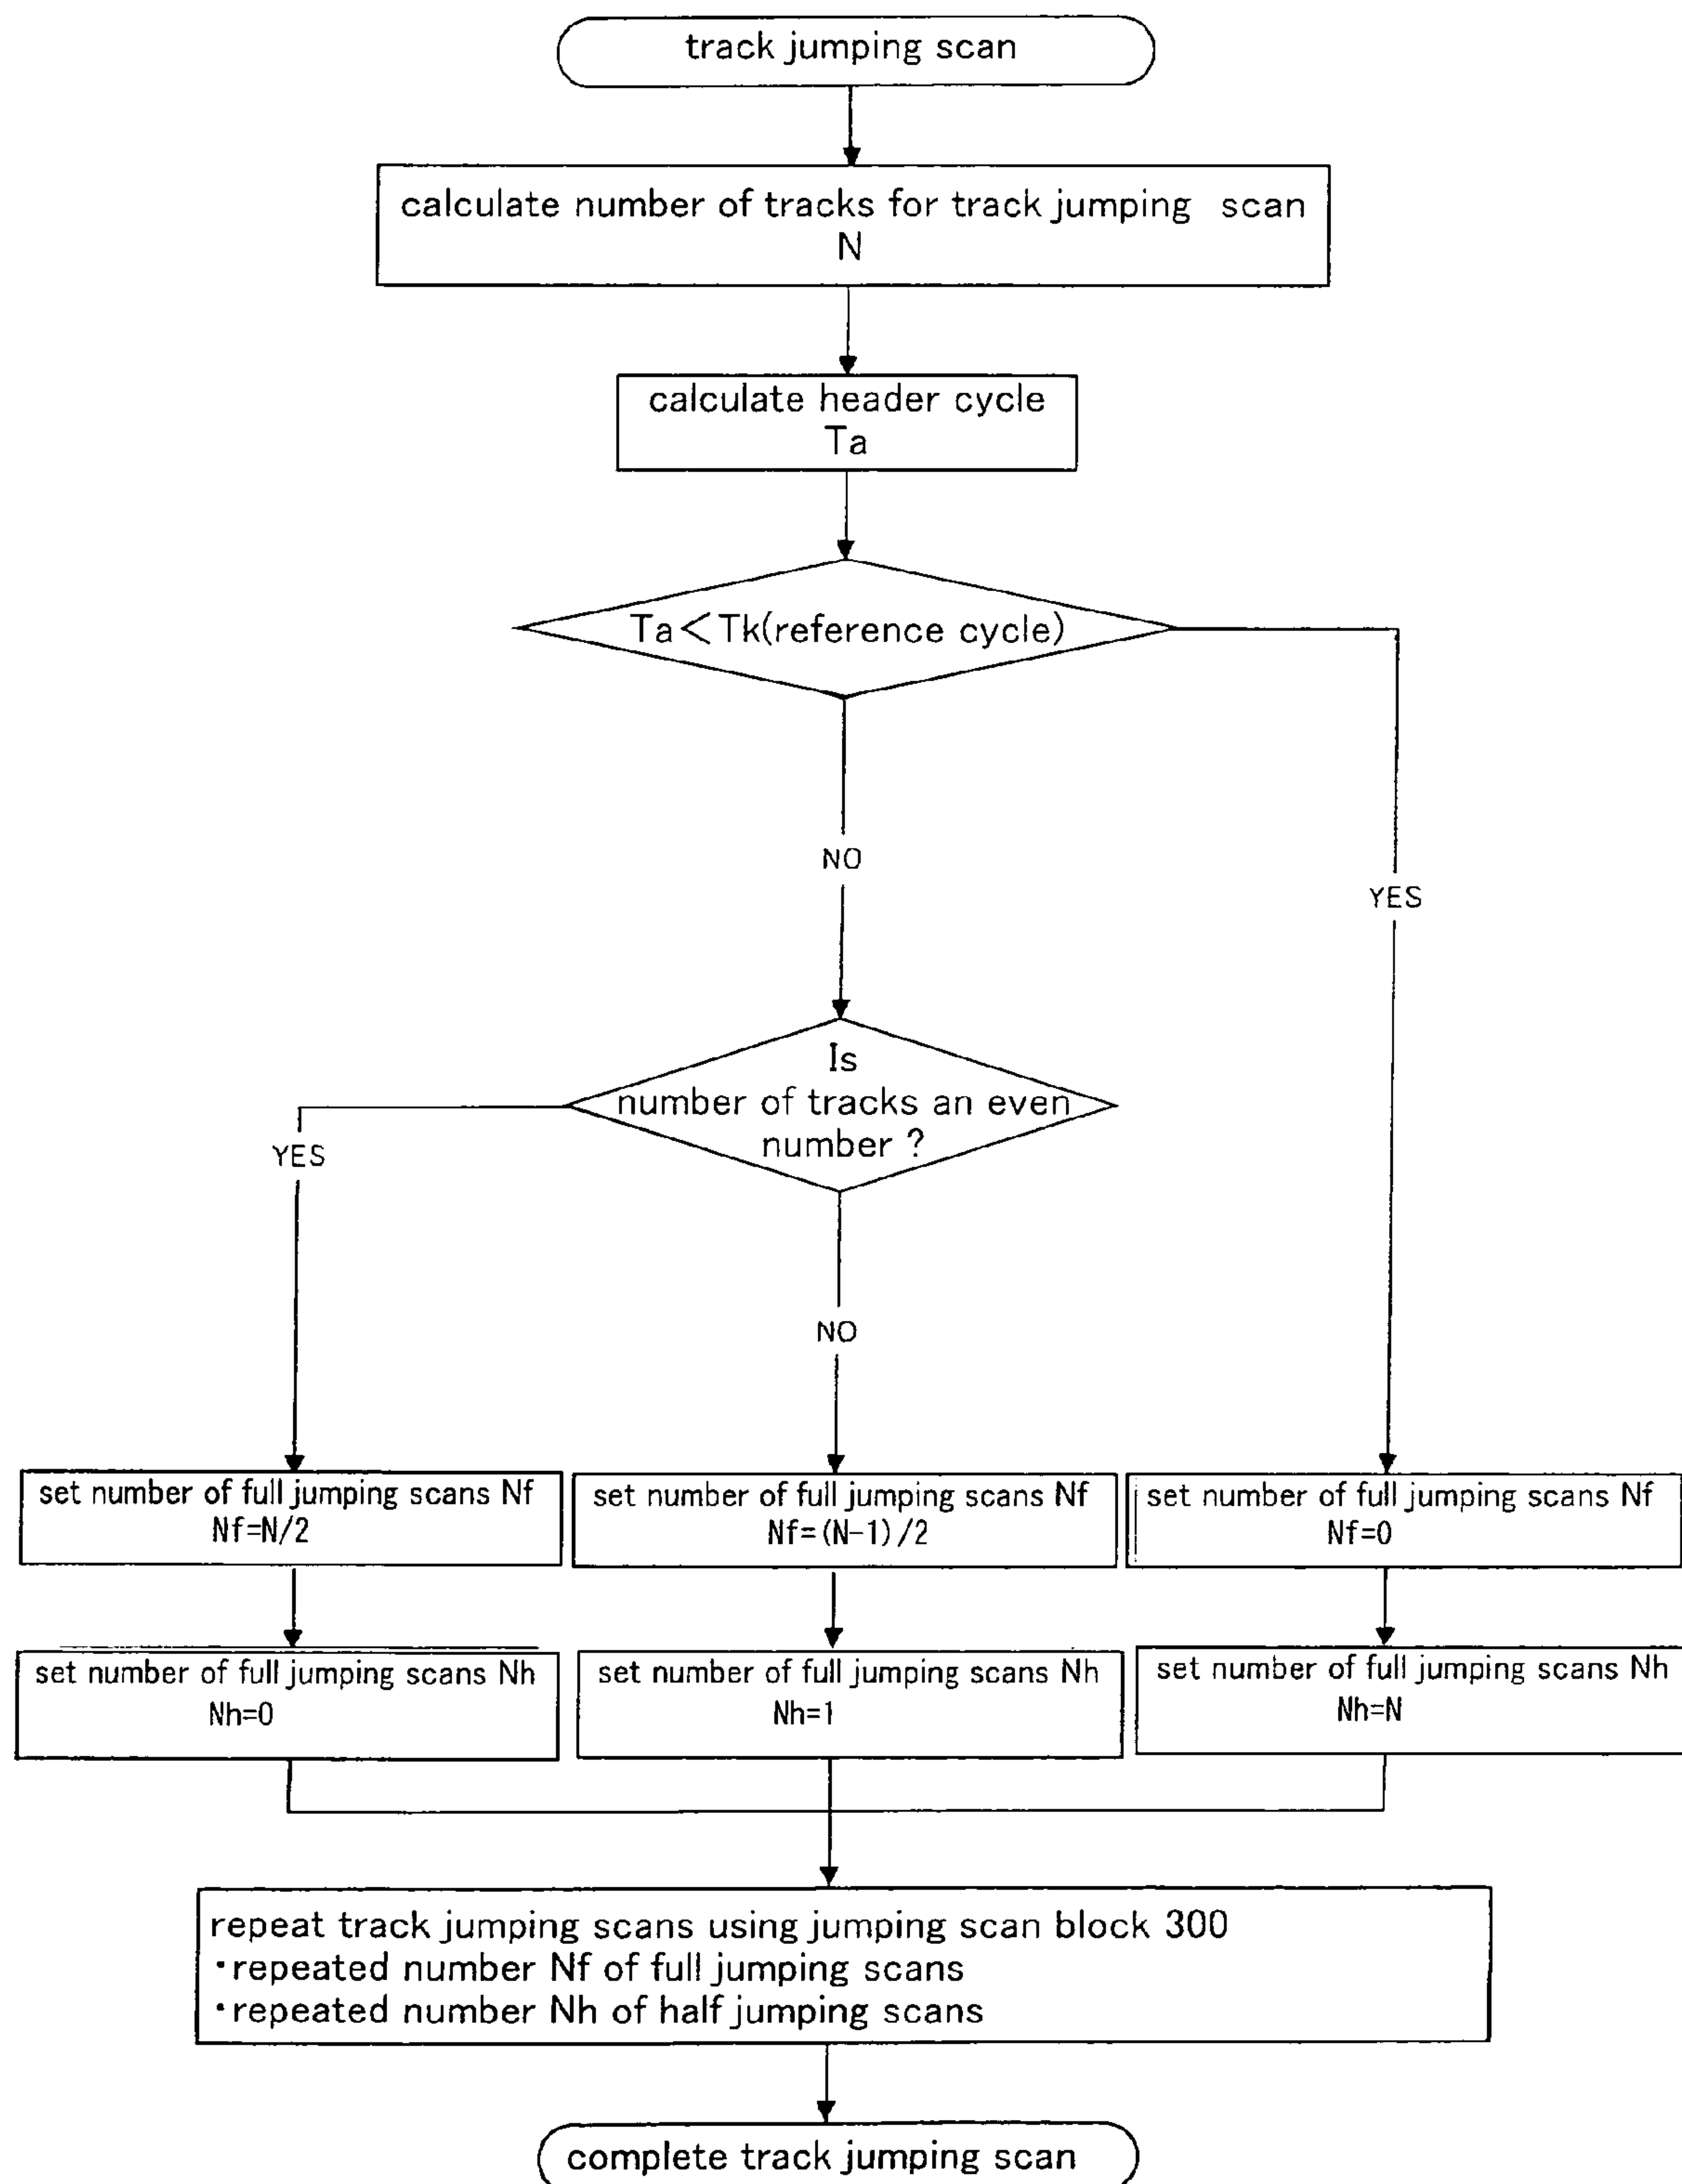 track jumping scan
calculate number of tracks for track jumping scan
N
calculate header cycle
Ta
Ta<Tk(reference cycle)
NO
YES
Is
number of tracks an even
number ?
YES
NO
set number of full jumping scans Nf
Nf=N/2
set number of full jumping scans Nf
Nf=(N-1)/2
set number of full jumping scans Nf
Nf=0
set number of full jumping scans Nh
Nh=0
set number of full jumping scans Nh
Nh=1
set number of full jumping scans Nh
Nh=N
repeat track jumping scans using jumping scan block 300
・repeated number Nf of full jumping scans
・repeated number Nh of half jumping scans
complete track jumping scan